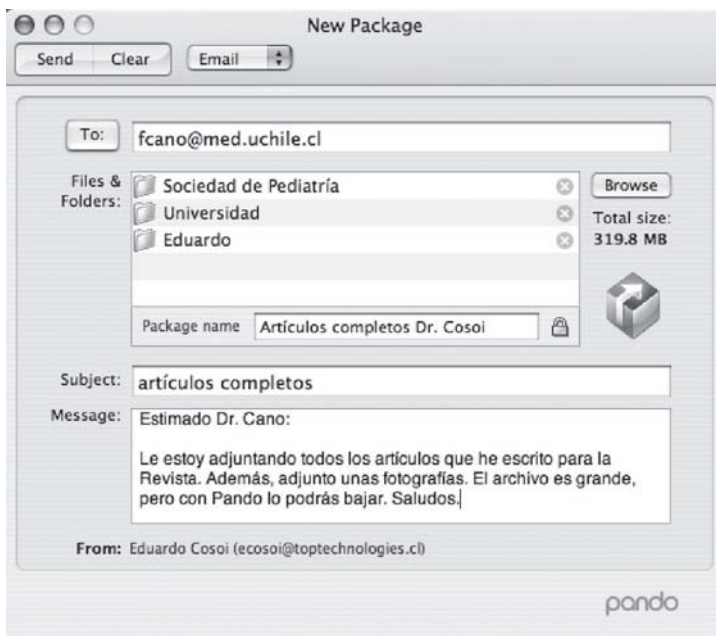 New Package
Send Clear Email
To: fcano@med.uchile.cl
Files & Folders:
Sociedad de Pediatría
Universidad
Eduardo
Browse
Total size:
319.8 MB
Package name Artículos completos Dr. Cosoi
Subject: artículos completos
Message: Estimado Dr. Cano:
Le estoy adjuntando todos los artículos que he escrito para la
Revista. Además, adjunto unas fotografías. El archivo es grande,
pero con Pando lo podrás bajar. Saludos.
From: Eduardo Cosoi (ecosoi@toptechnologies.cl)
pando